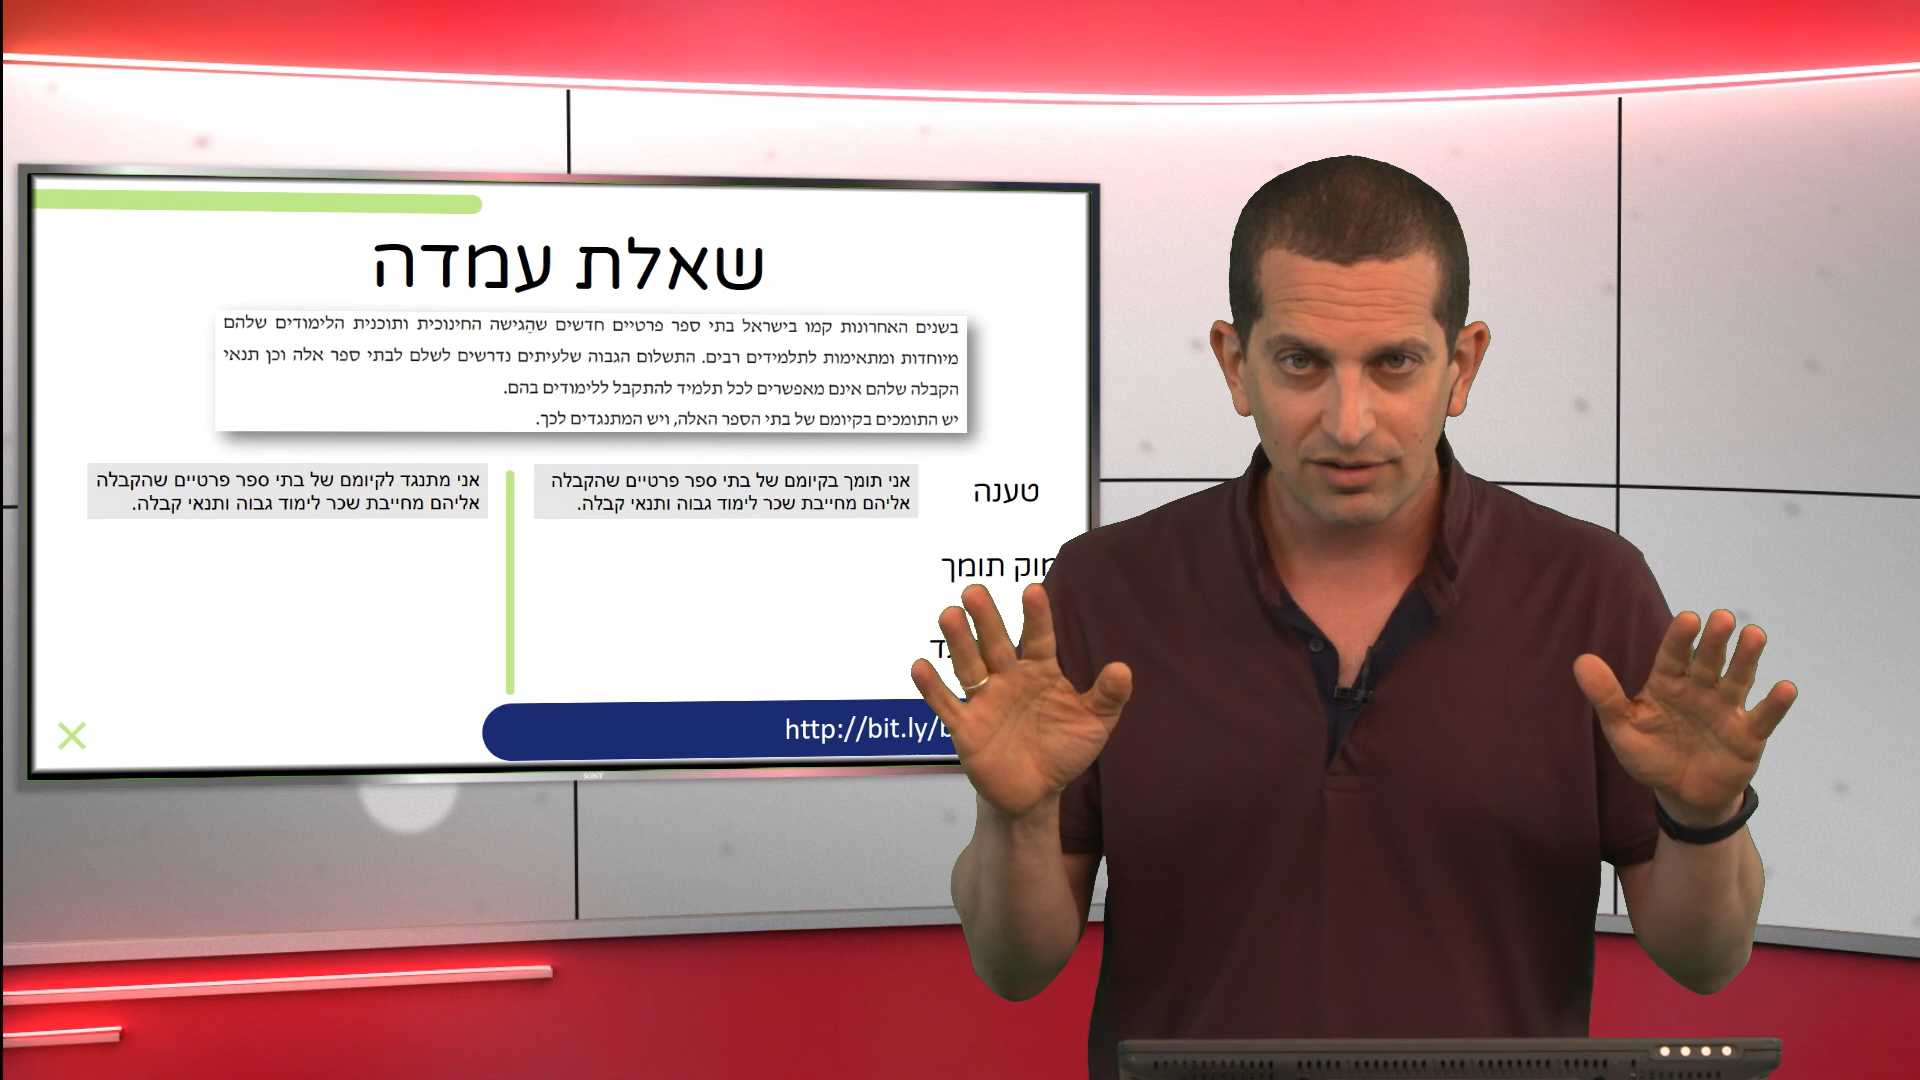 שאלת עמדה
בשנים האחרונות קמו בישראל בתי ספר פרטיים חדשים שהַגישה החינוכית ותוכנית הלימודים שלהם
מיוחדות ומתאימות לתלמידים רבים. התשלום הגבוה שלעיתים נדרשים לשלם לבתי ספר אלה וכן תנאי
הקבלה שלהם אינם מאפשרים לכל תלמיד להתקבל ללימודים בהם.
יש התומכים בקיומם של בתי הספר האלה, ויש המתנגדים לכך.
טענה
אני תומך בקיומם של בתי ספר פרטיים שהקבלה
אליהם מחייבת שכר לימוד גבוה ותנאי קבלה.
אני מתנגד לקיומם של בתי ספר פרטיים שהקבלה
אליהם מחייבת שכר לימוד גבוה ותנאי קבלה.
תומך
http://bit.ly/b
SONY